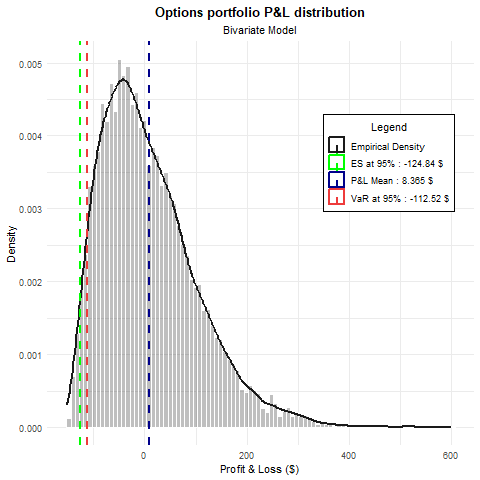 Options portfolio P&L distribution
Bivariate Model
Density
0.005
0.004
0.003
0.002
0.001
0.000
Legend
Empirical Density
ES at 95% : -124.84 $
P&L Mean : 8.365 $
VaR at 95% : -112.52 $
0 200 400 600
Profit & Loss ($)